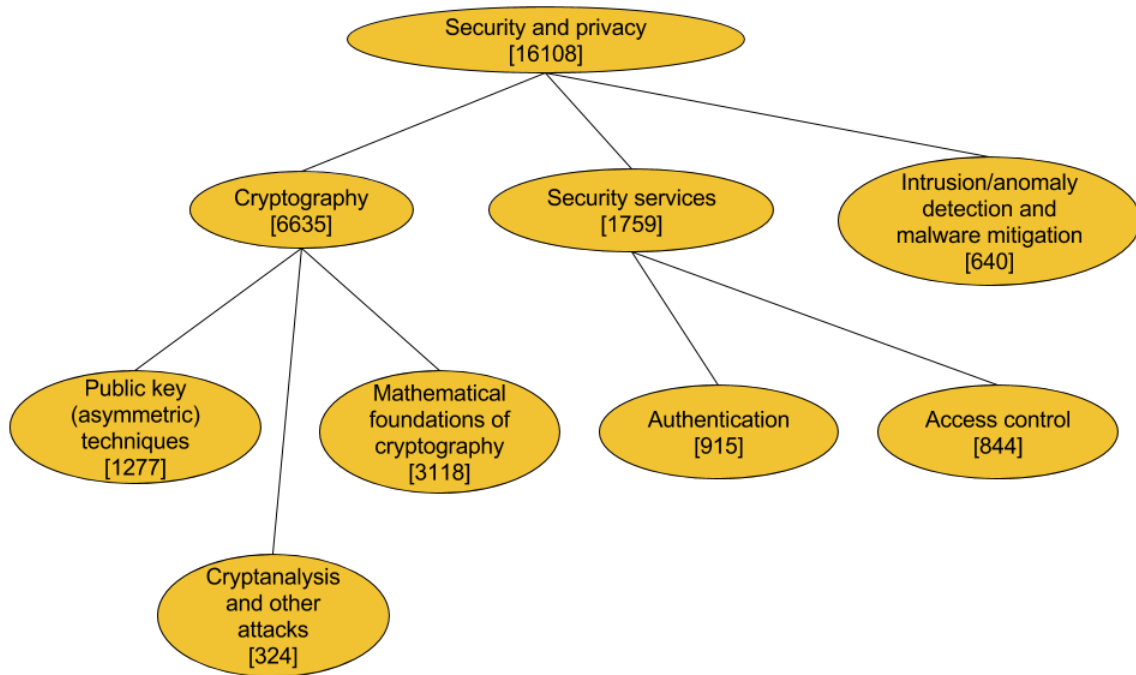 Security and privacy
[16108]
Cryptography
[6635]
Security services
[1759]
Intrusion/anomaly
detection and
malware mitigation
[640]
Public key
(asymmetric)
techniques
[1277]
Mathematical
foundations of
cryptography
[3118]
Authentication
[915]
Access control
[844]
Cryptanalysis
and other
attacks
[324]